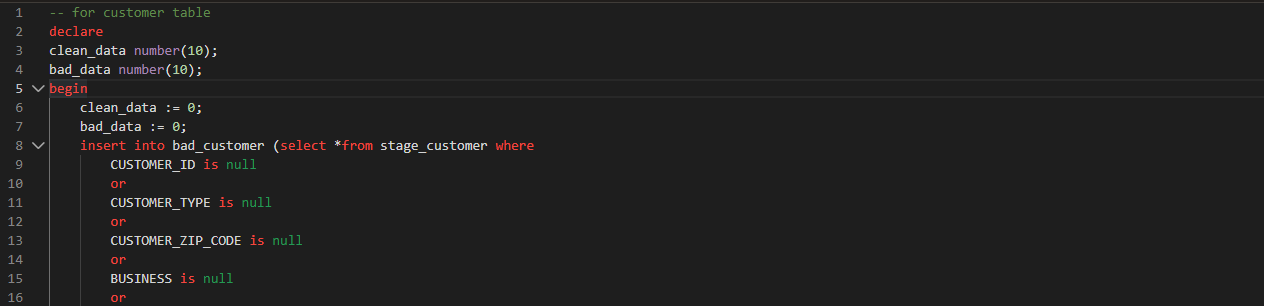 1 -- for customer table
2 declare
3 clean_data number(10);
4 bad_data number(10);
5 begin
6 clean_data := 0;
7 bad_data := 0;
8 insert into bad_customer (select *from stage_customer where
9 CUSTOMER_ID is null
10 or
11 CUSTOMER_TYPE is null
12 or
13 CUSTOMER_ZIP_CODE is null
14 or
15 BUSINESS is null
16 or